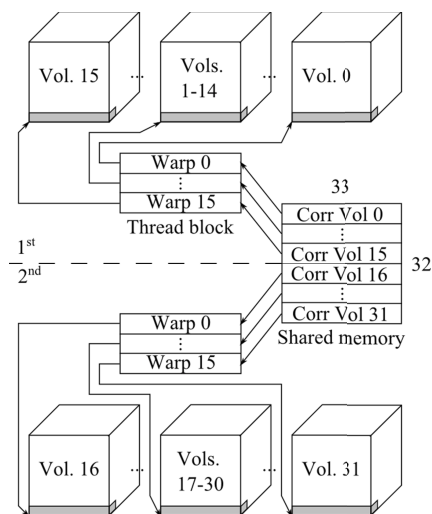 Vol. 15
...
Vols.
1-14
...
Vol. 0
Warp 0
⋮
Warp 15
Thread block
33
Corr Vol 0
⋮
Corr Vol 15
Corr Vol 16
⋮
Corr Vol 31
32
Shared memory
1st
2nd
Warp 0
⋮
Warp 15
Vol. 16
...
Vols.
17-30
...
Vol. 31